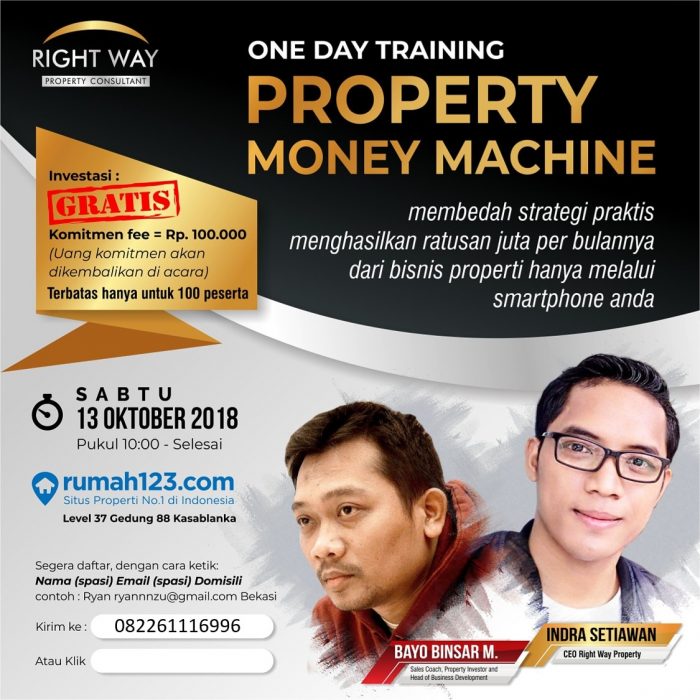 RIGHT WAY
PROPERTY CONSULTANT
ONE DAY TRAINING
PROPERTY
MONEY MACHINE
membedah strategi praktis
menghasilkan ratusan juta per bulannya
dari bisnis properti hanya melalui
smartphone anda
Investasi :
GRATIS
Komitmen fee = Rp. 100.000
(Uang komitmen akan
dikembalikan di acara)
Terbatas hanya untuk 100 peserta
SABTU
13 OKTOBER 2018
Pukul 10:00 - Selesai
rumah123.com
Situs Properti No.1 di Indonesia
Level 37 Gedung 88 Kasablanka
Segera daftar, dengan cara ketik:
Nama (spasi) Email (spasi) Domisili
contoh : Ryan ryannnzu@gmail.com Bekasi
Kirim ke : 082261116996
Atau Klik
BAYO BINSAR M.
Sales Coach, Property Investor and
Head of Business Development
INDRA SETIAWAN
CEO Right Way Property